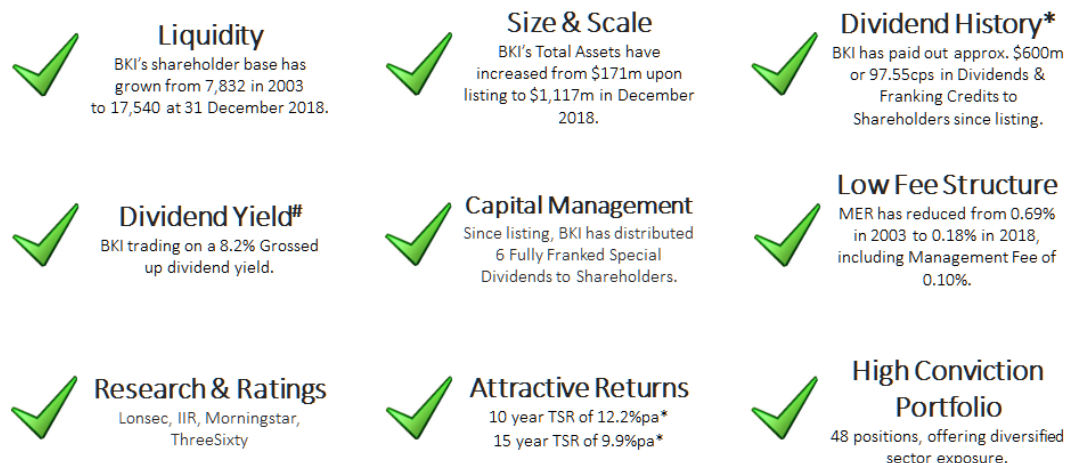 Liquidity
BKI's shareholder base has
grown from 7,832 in 2003
to 17,540 at 31 December 2018.
Size & Scale
BKI's Total Assets have
increased from $171m upon
listing to $1,117m in December
2018.
Dividend History*
BKI has paid out approx. $600m
or 97.55cps in Dividends &
Franking Credits to
Shareholders since listing.
Dividend Yield#
BKI trading on a 8.2% Grossed
up dividend yield.
Capital Management
Since listing, BKI has distributed
6 Fully Franked Special
Dividends to Shareholders.
Low Fee Structure
MER has reduced from 0.69%
in 2003 to 0.18% in 2018,
including Management Fee of
0.10%.
Research & Ratings
Lonsec, IIR, Morningstar,
ThreeSixty
Attractive Returns
10 year TSR of 12.2%pa*
15 year TSR of 9.9%pa*
High Conviction
Portfolio
48 positions, offering diversified
sector exposure.